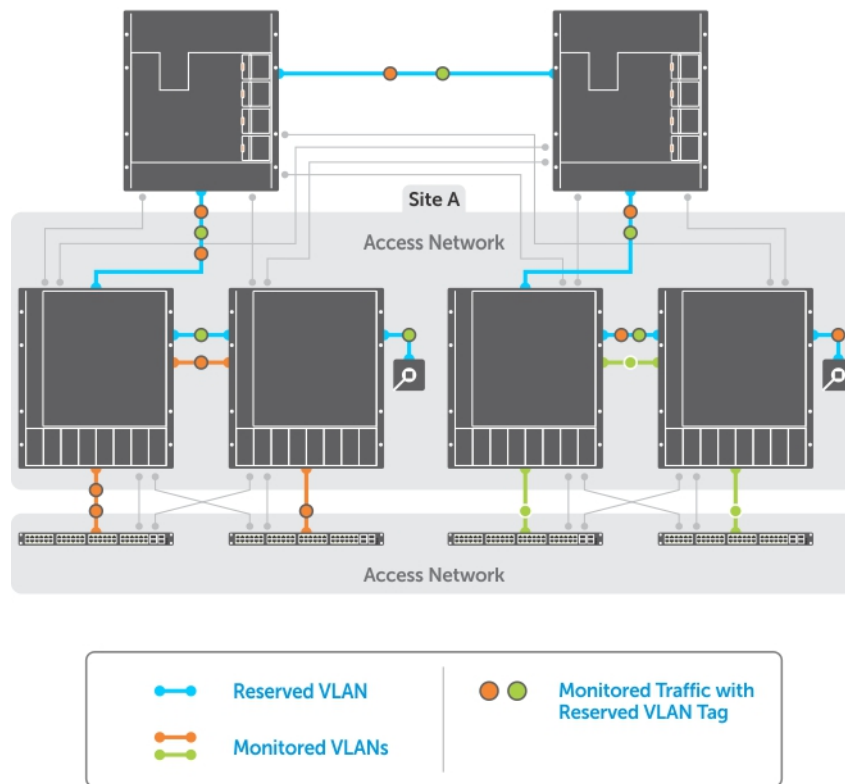 Site A
Access Network
Access Network
Reserved VLAN
Monitored VLANs
Monitored Traffic with
Reserved VLAN Tag